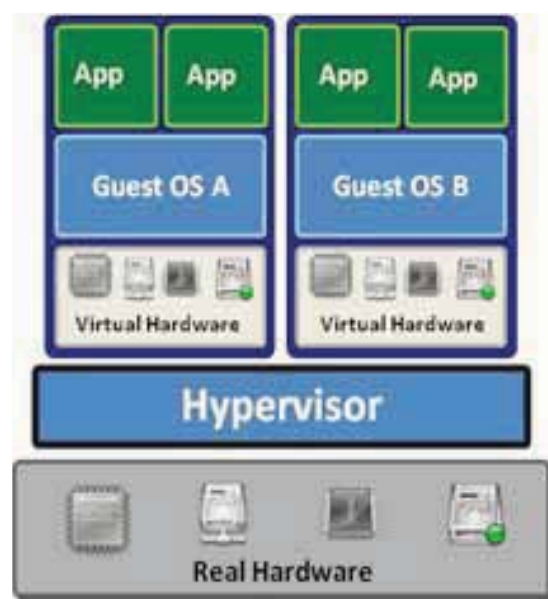 App App App App
Guest OS A Guest OS B
Virtual Hardware Virtual Hardware
Hypervisor
Real Hardware